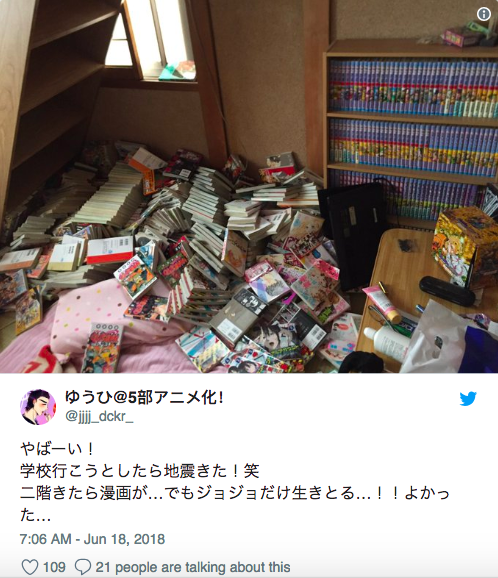 ゆうひ@5部アニメ化!
@jjjj_dckr_
やばーい！
学校行こうとしたら地震きた！笑
二階きたら漫画が…でもジョジョだけ生きとる…！！よかっ
た…
7:06 AM - Jun 18, 2018
109
21 people are talking about this